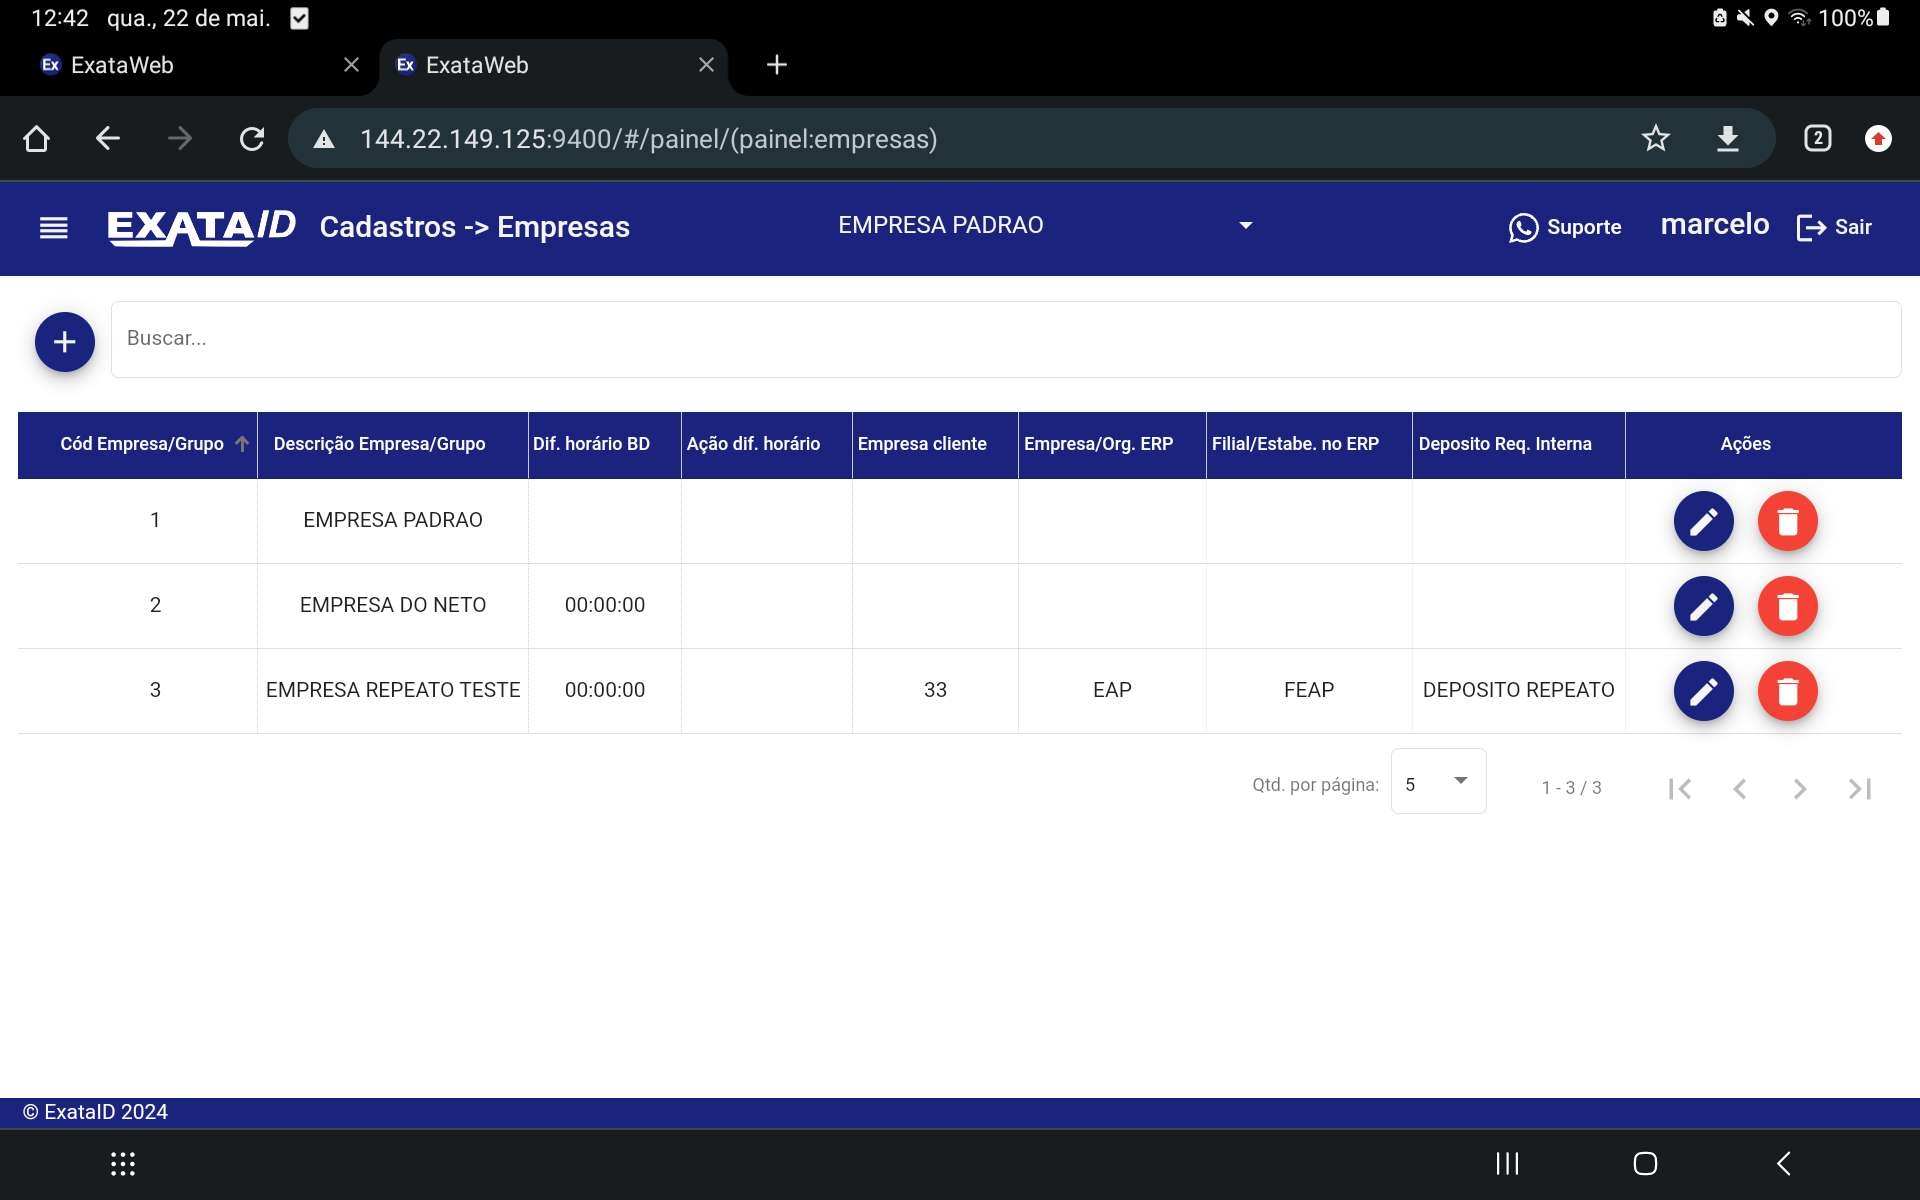 12:42 qua., 22 de mai. 100%
Ex ExataWeb Ex ExataWeb
144.22.149.125:9400/#/painel/(painel:empresas) 2
EXATAID Cadastros -> Empresas EMPRESA PADRAO Suporte marcelo Sair
Buscar...
Cód Empresa/Grupo Descrição Empresa/Grupo Dif. horário BD Ação dif. horário Empresa cliente Empresa/Org. ERP Filial/Estabe. no ERP Deposito Req. Interna Ações
1 EMPRESA PADRAO
2 EMPRESA DO NETO 00:00:00
3 EMPRESA REPEATO TESTE 00:00:00 33 EAP FEAP DEPOSITO REPEATO
Qtd. por página: 5 1 - 3 / 3
© ExataID 2024